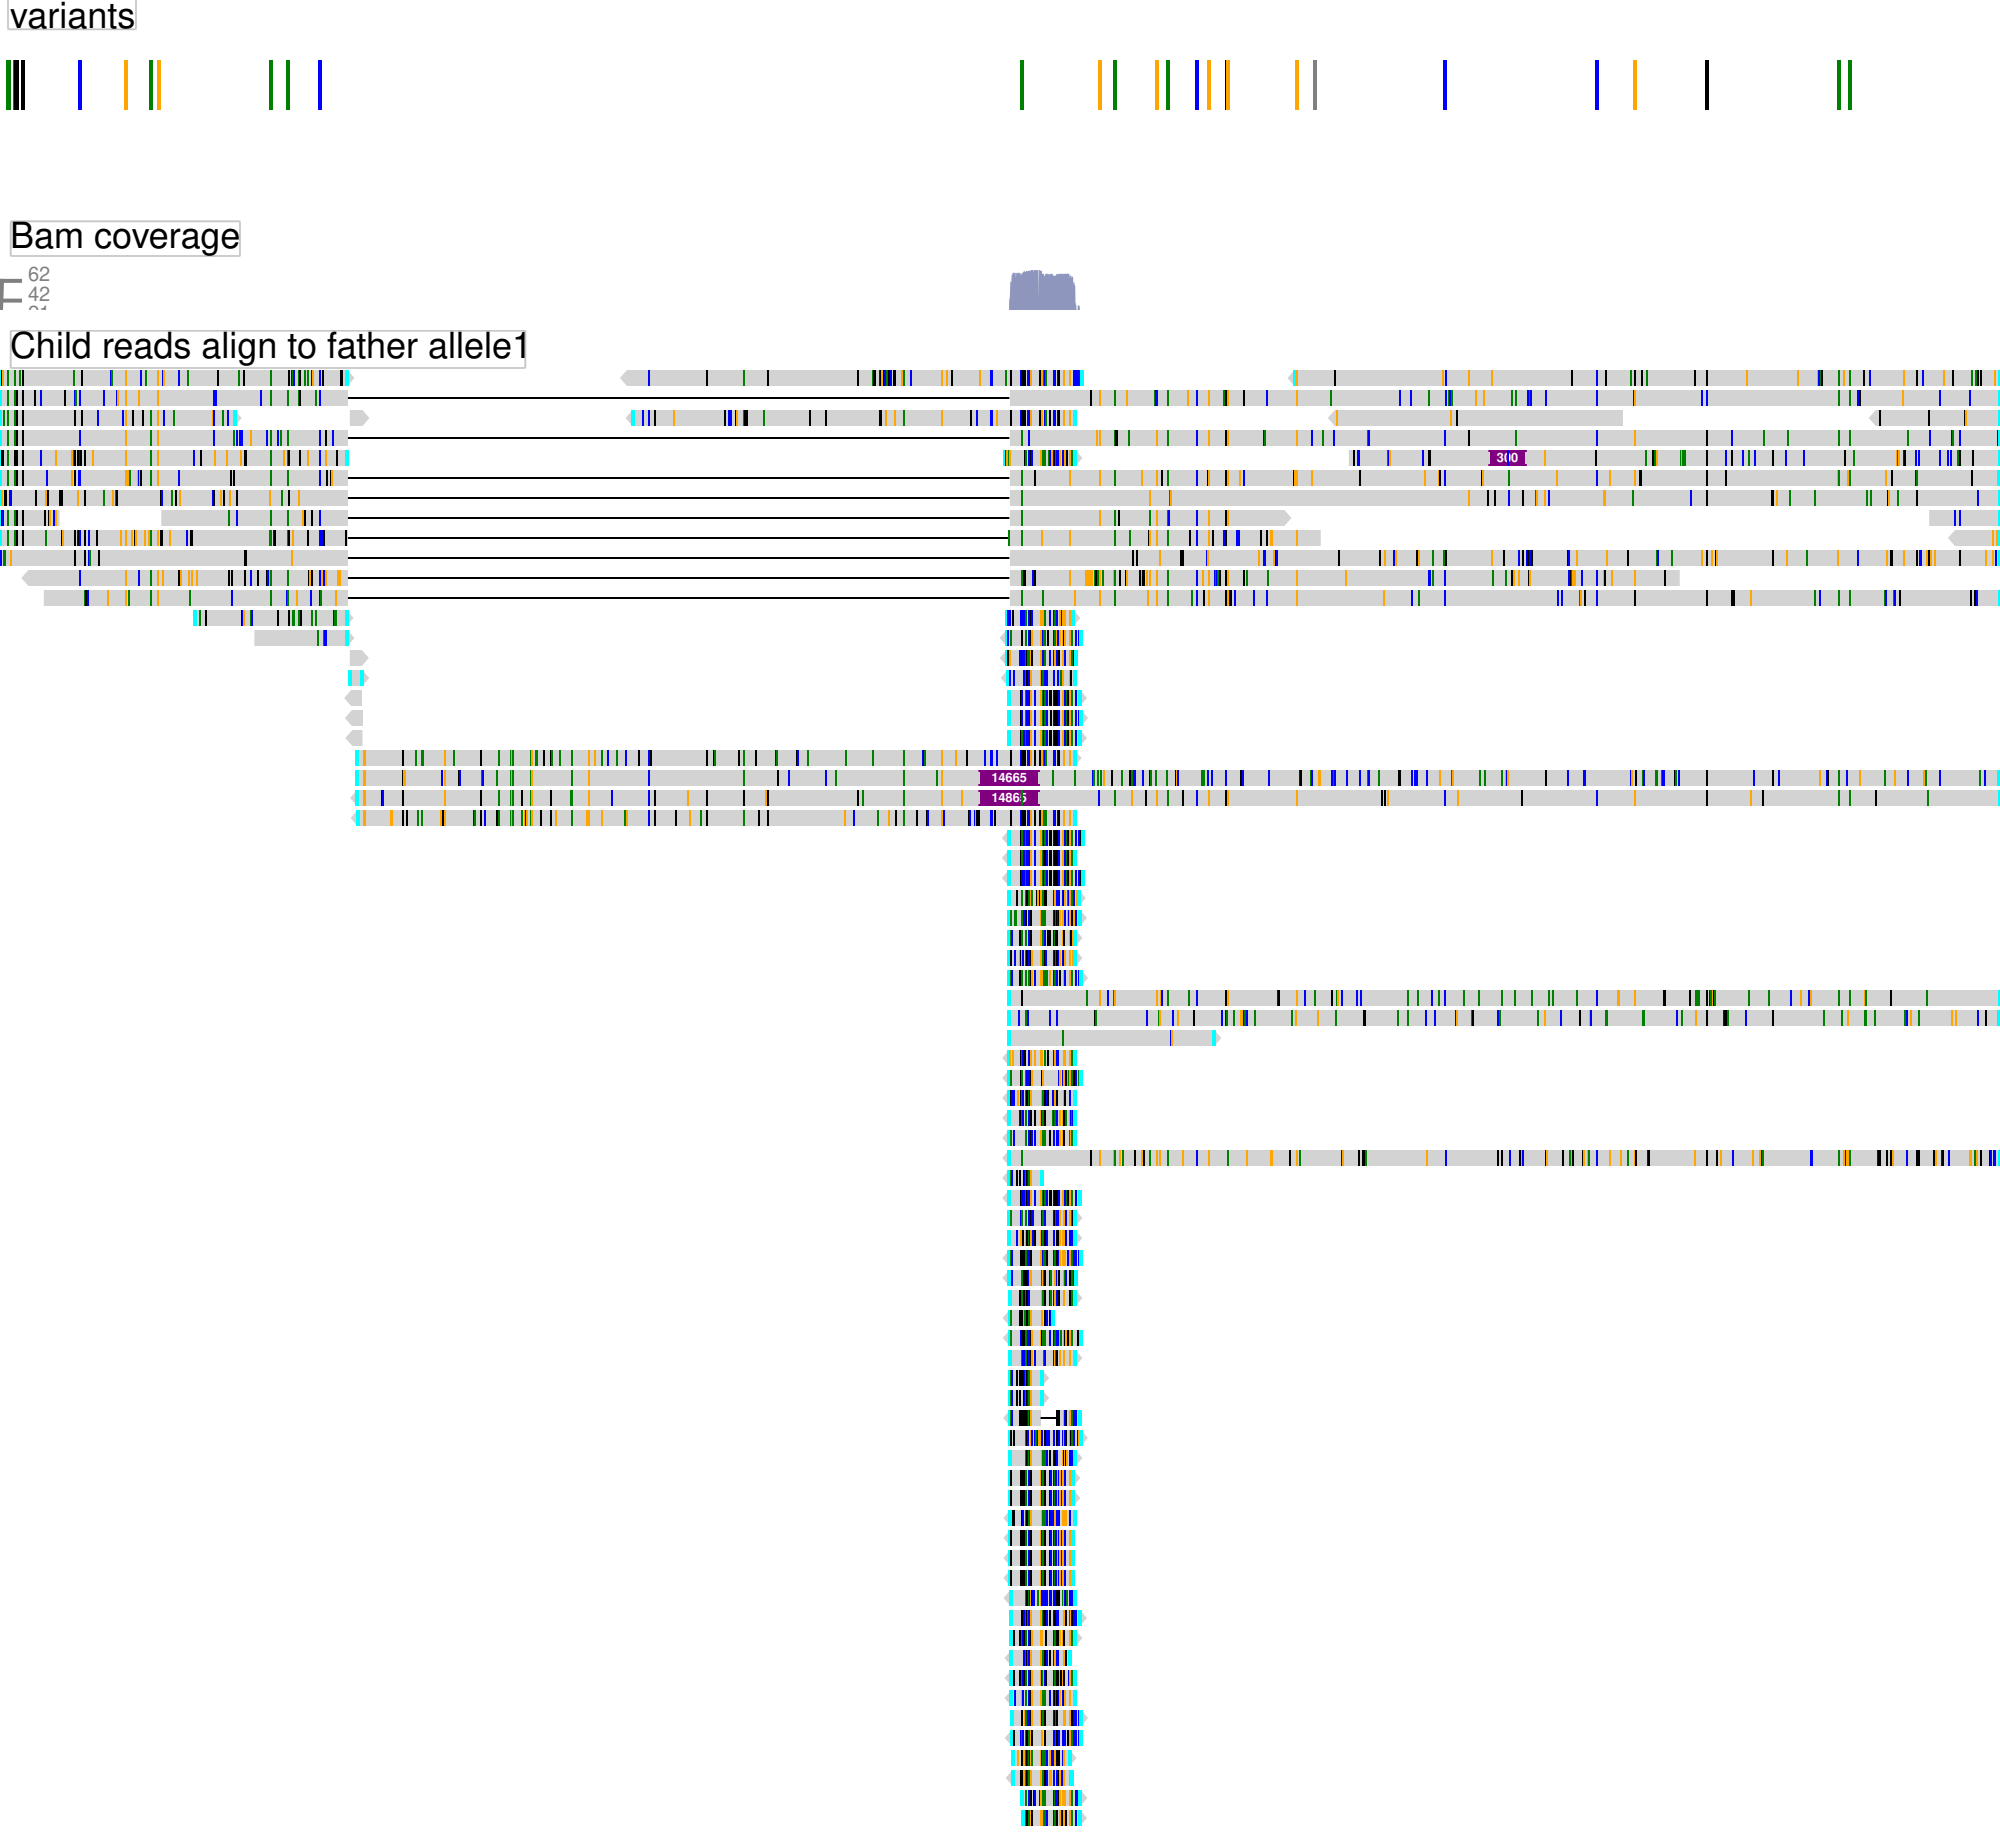 variants
Bam coverage
62
42
Child reads align to father allele1
300
14665
14865